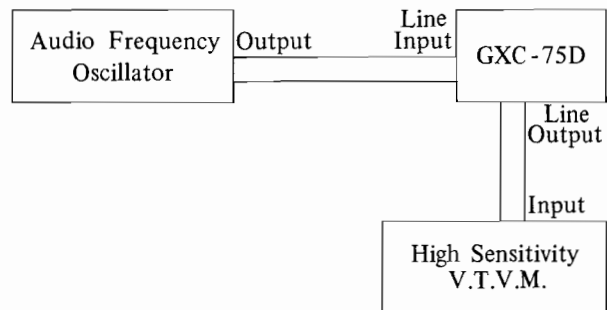 Audio Frequency
Oscillator
Output
Line
Input
GXC-75D
Line
Output
Input
High Sensitivity
V.T.V.M.